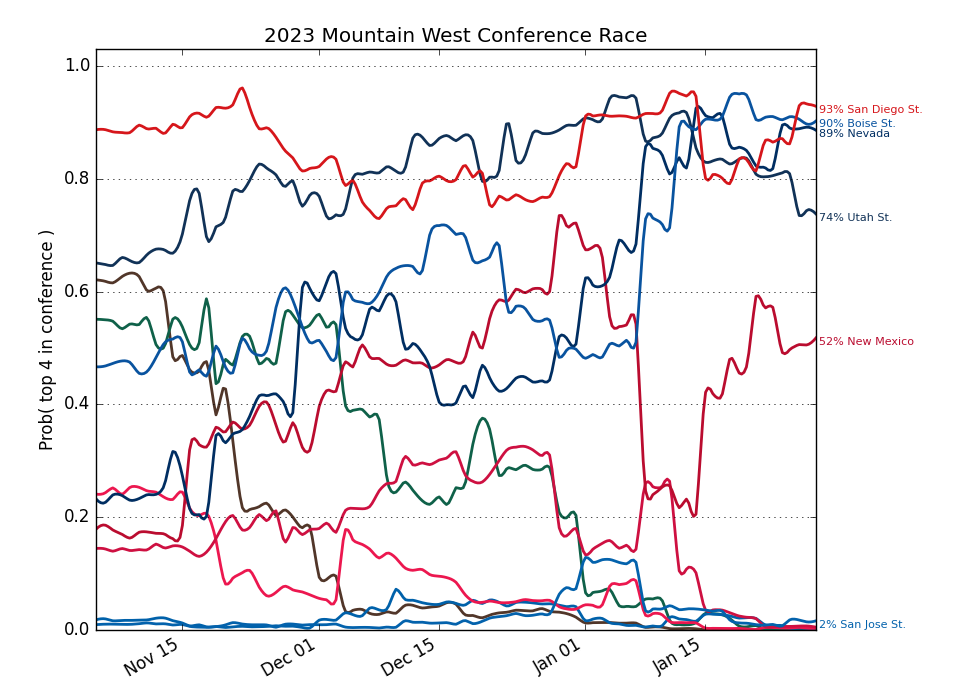 2023 Mountain West Conference Race
Prob( top 4 in conference )
1.0
0.8
0.6
0.4
0.2
0.0
93% San Diego St.
90% Boise St.
89% Nevada
74% Utah St.
52% New Mexico
2% San Jose St.
Nov 15
Dec 01
Dec 15
Jan 01
Jan 15